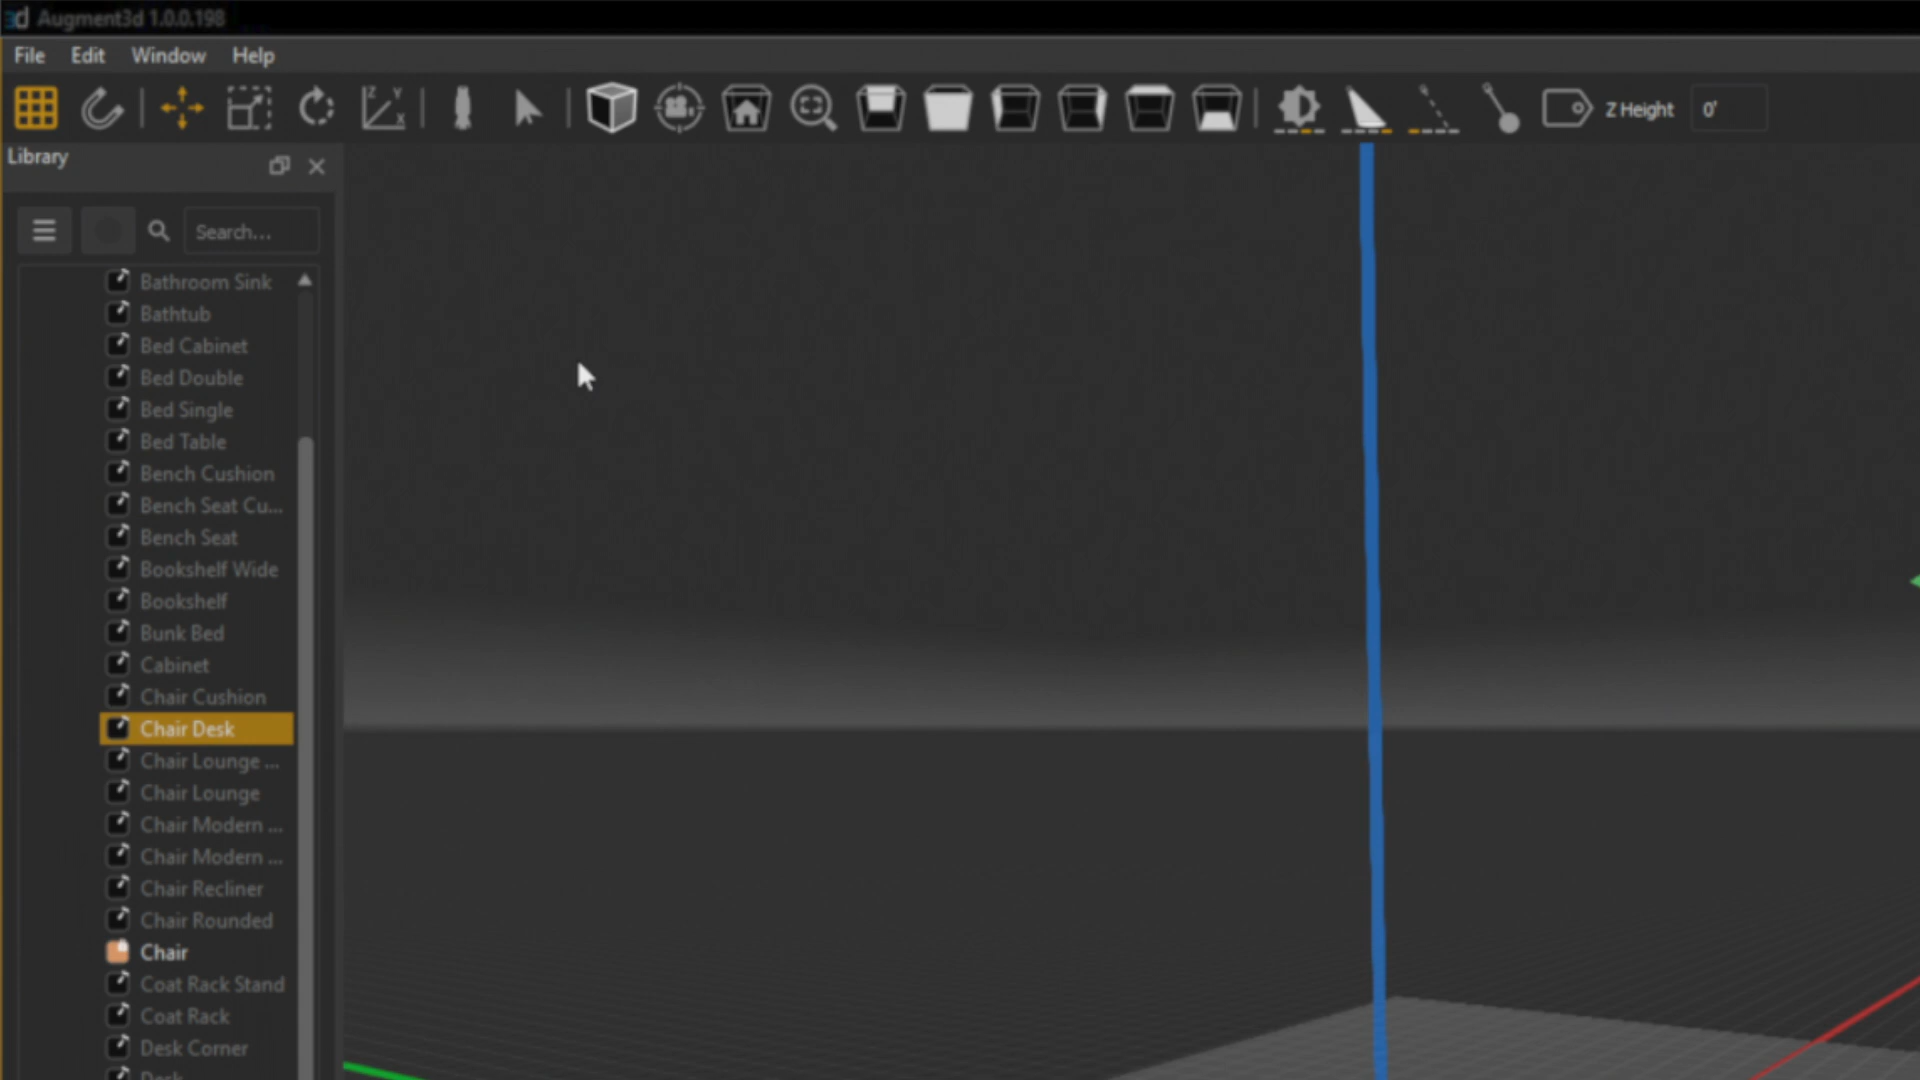 3d Augment3d 1.0.0.198
File Edit Window Help
Z Y X
Z Height 0'
Library
Search...
Bathroom Sink
Bathtub
Bed Cabinet
Bed Double
Bed Single
Bed Table
Bench Cushion
Bench Seat Cu...
Bench Seat
Bookshelf Wide
Bookshelf
Bunk Bed
Cabinet
Chair Cushion
Chair Desk
Chair Lounge ...
Chair Lounge
Chair Modern ...
Chair Modern ...
Chair Recliner
Chair Rounded
Chair
Coat Rack Stand
Coat Rack
Desk Corner
Desk